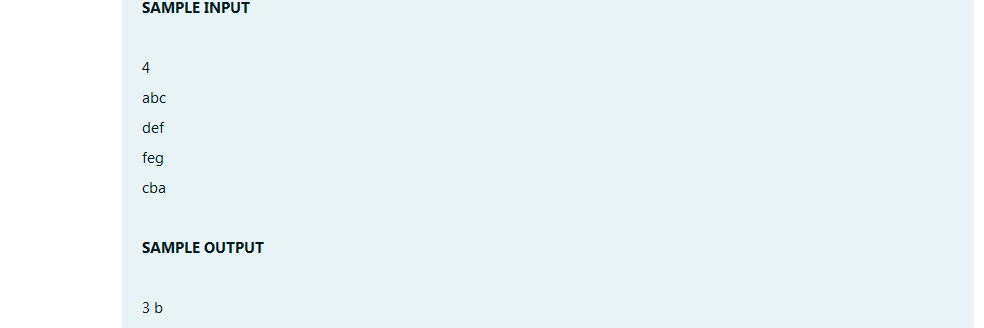 SAMPLE INPUT
4
abc
def
feg
cba
SAMPLE OUTPUT
3 b